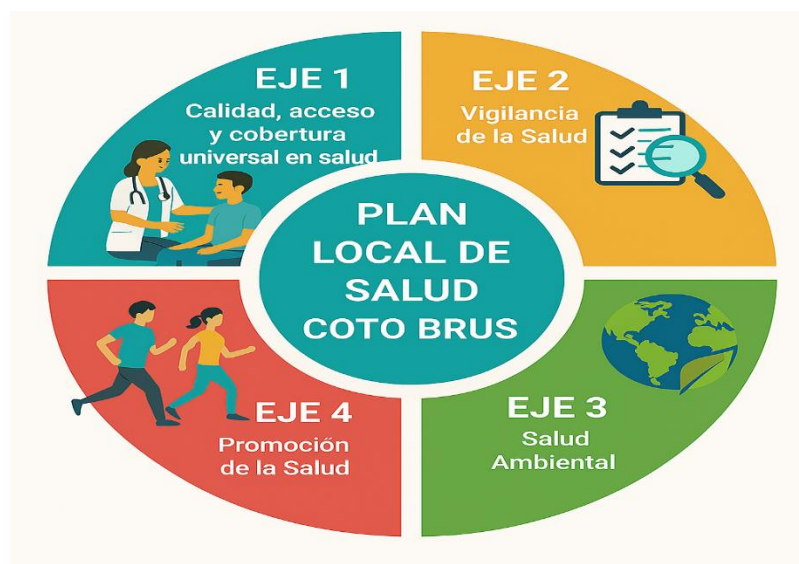 EJE 1
Calidad, acceso
y cobertura
universal en salud
EJE 2
Vigilancia
de la Salud
PLAN
LOCAL DE
SALUD
COTO BRUS
EJE 3
Salud
Ambiental
EJE 4
Promoción
de la Salud